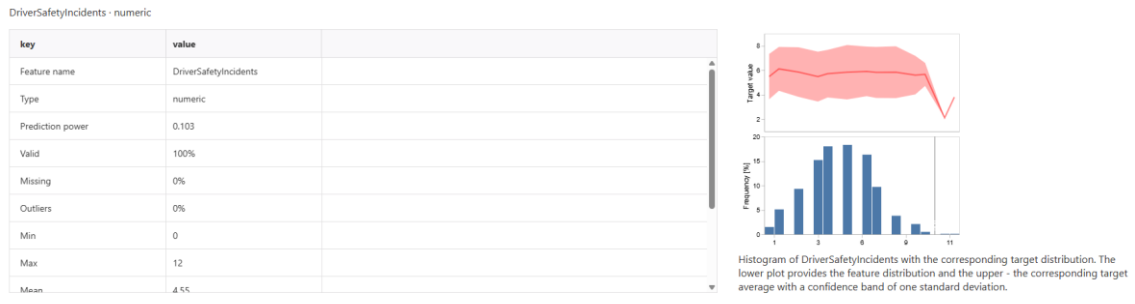 DriverSafetyIncidents · numeric
key value
Feature name DriverSafetyIncidents
Type numeric
Prediction power 0.103
Valid 100%
Missing 0%
Outliers 0%
Min 0
Max 12
Mean 4.55
Target value
8
6
4
2
Frequency [%]
20
15
10
5
0
1 3 6 9 11
Histogram of DriverSafetyIncidents with the corresponding target distribution. The
lower plot provides the feature distribution and the upper - the corresponding target
average with a confidence band of one standard deviation.